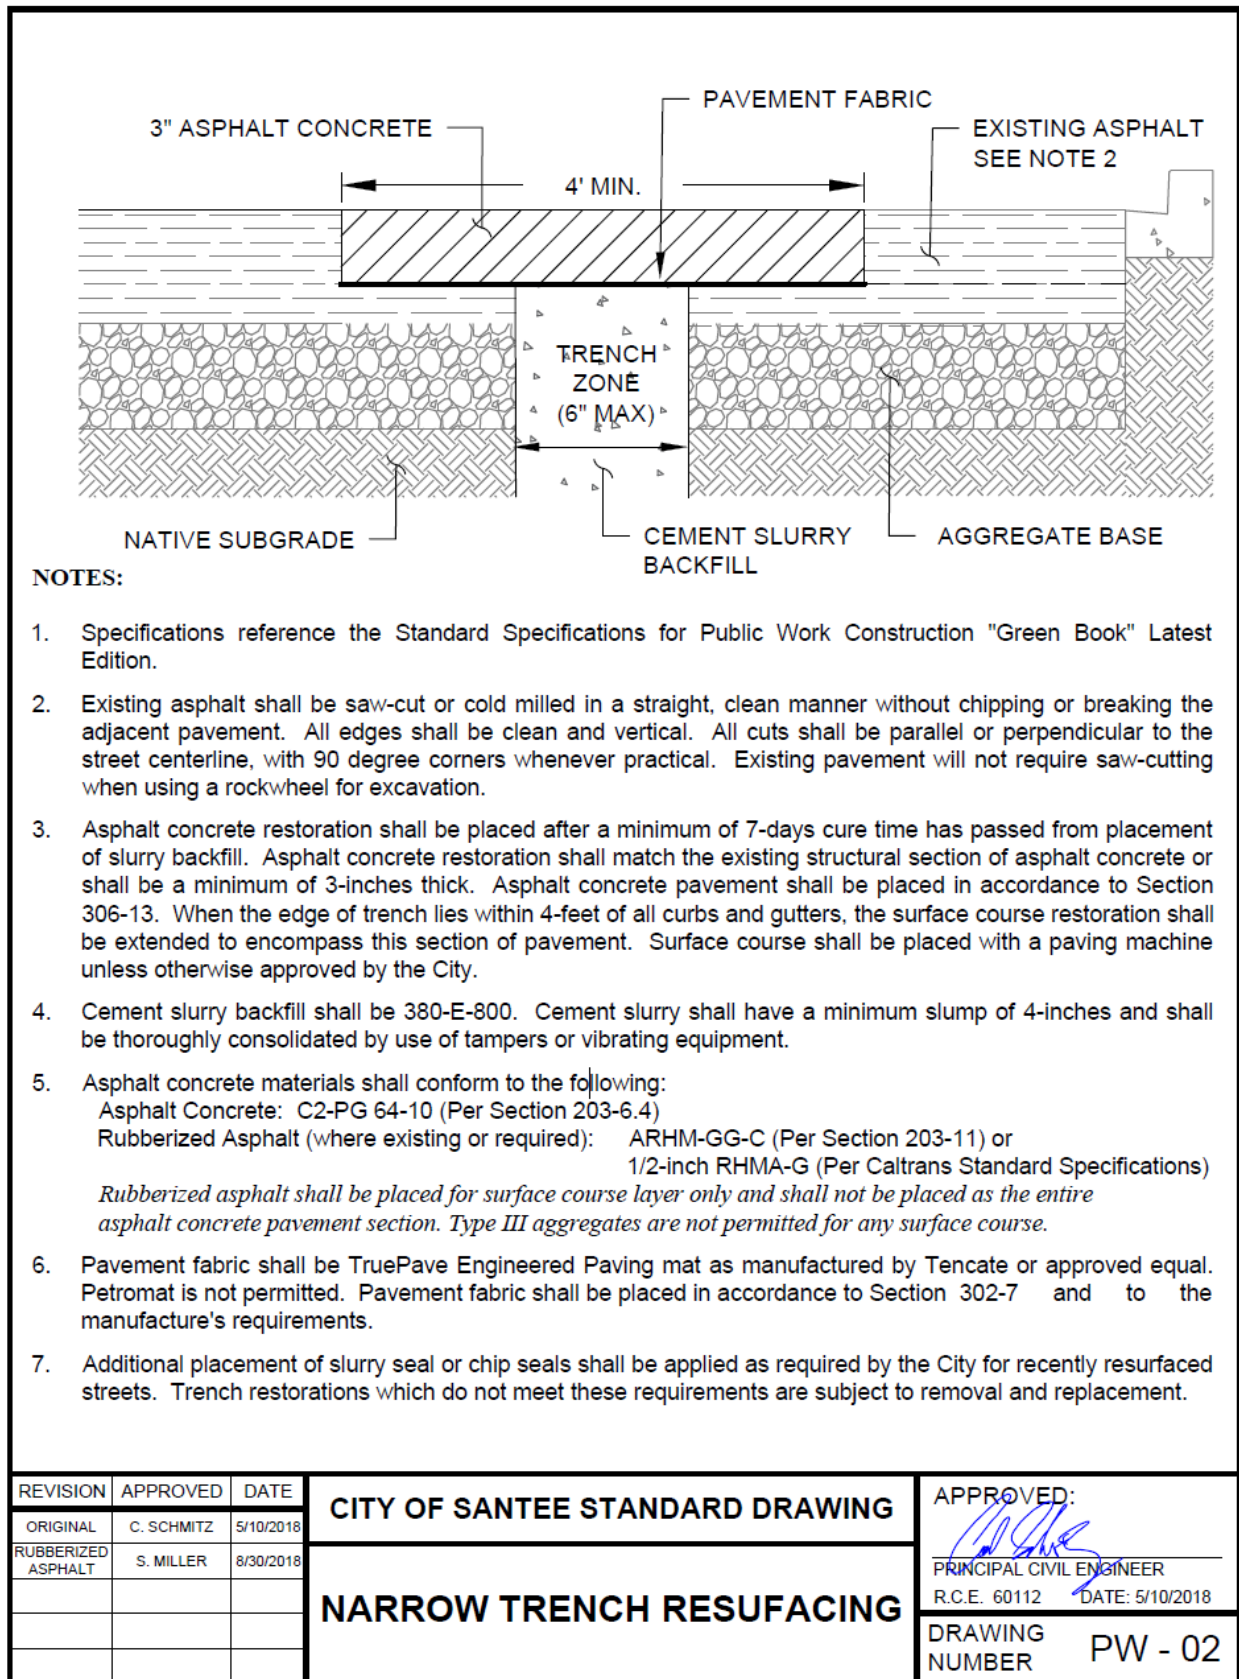 PAVEMENT FABRIC
3" ASPHALT CONCRETE
EXISTING ASPHALT
SEE NOTE 2
4' MIN.
TRENCH
ZONE
(6" MAX)
NATIVE SUBGRADE
CEMENT SLURRY
BACKFILL
AGGREGATE BASE
NOTES:
1. Specifications reference the Standard Specifications for Public Work Construction "Green Book" Latest
Edition.
2. Existing asphalt shall be saw-cut or cold milled in a straight, clean manner without chipping or breaking the
adjacent pavement. All edges shall be clean and vertical. All cuts shall be parallel or perpendicular to the
street centerline, with 90 degree corners whenever practical. Existing pavement will not require saw-cutting
when using a rockwheel for excavation.
3. Asphalt concrete restoration shall be placed after a minimum of 7-days cure time has passed from placement
of slurry backfill. Asphalt concrete restoration shall match the existing structural section of asphalt concrete or
shall be a minimum of 3-inches thick. Asphalt concrete pavement shall be placed in accordance to Section
306-13. When the edge of trench lies within 4-feet of all curbs and gutters, the surface course restoration shall
be extended to encompass this section of pavement. Surface course shall be placed with a paving machine
unless otherwise approved by the City.
4. Cement slurry backfill shall be 380-E-800. Cement slurry shall have a minimum slump of 4-inches and shall
be thoroughly consolidated by use of tampers or vibrating equipment.
5. Asphalt concrete materials shall conform to the following:
Asphalt Concrete: C2-PG 64-10 (Per Section 203-6.4)
Rubberized Asphalt (where existing or required): ARHM-GG-C (Per Section 203-11) or
1/2-inch RHMA-G (Per Caltrans Standard Specifications)
Rubberized asphalt shall be placed for surface course layer only and shall not be placed as the entire
asphalt concrete pavement section. Type III aggregates are not permitted for any surface course.
6. Pavement fabric shall be TruePave Engineered Paving mat as manufactured by Tencate or approved equal.
Petromat is not permitted. Pavement fabric shall be placed in accordance to Section 302-7 and to the
manufacture's requirements.
7. Additional placement of slurry seal or chip seals shall be applied as required by the City for recently resurfaced
streets. Trench restorations which do not meet these requirements are subject to removal and replacement.
REVISION APPROVED DATE
ORIGINAL C. SCHMITZ 5/10/2018
RUBBERIZED
ASPHALT S. MILLER 8/30/2018
CITY OF SANTEE STANDARD DRAWING
NARROW TRENCH RESUFACING
APPROVED:
PRINCIPAL CIVIL ENGINEER
R.C.E. 60112 DATE: 5/10/2018
DRAWING
NUMBER PW - 02